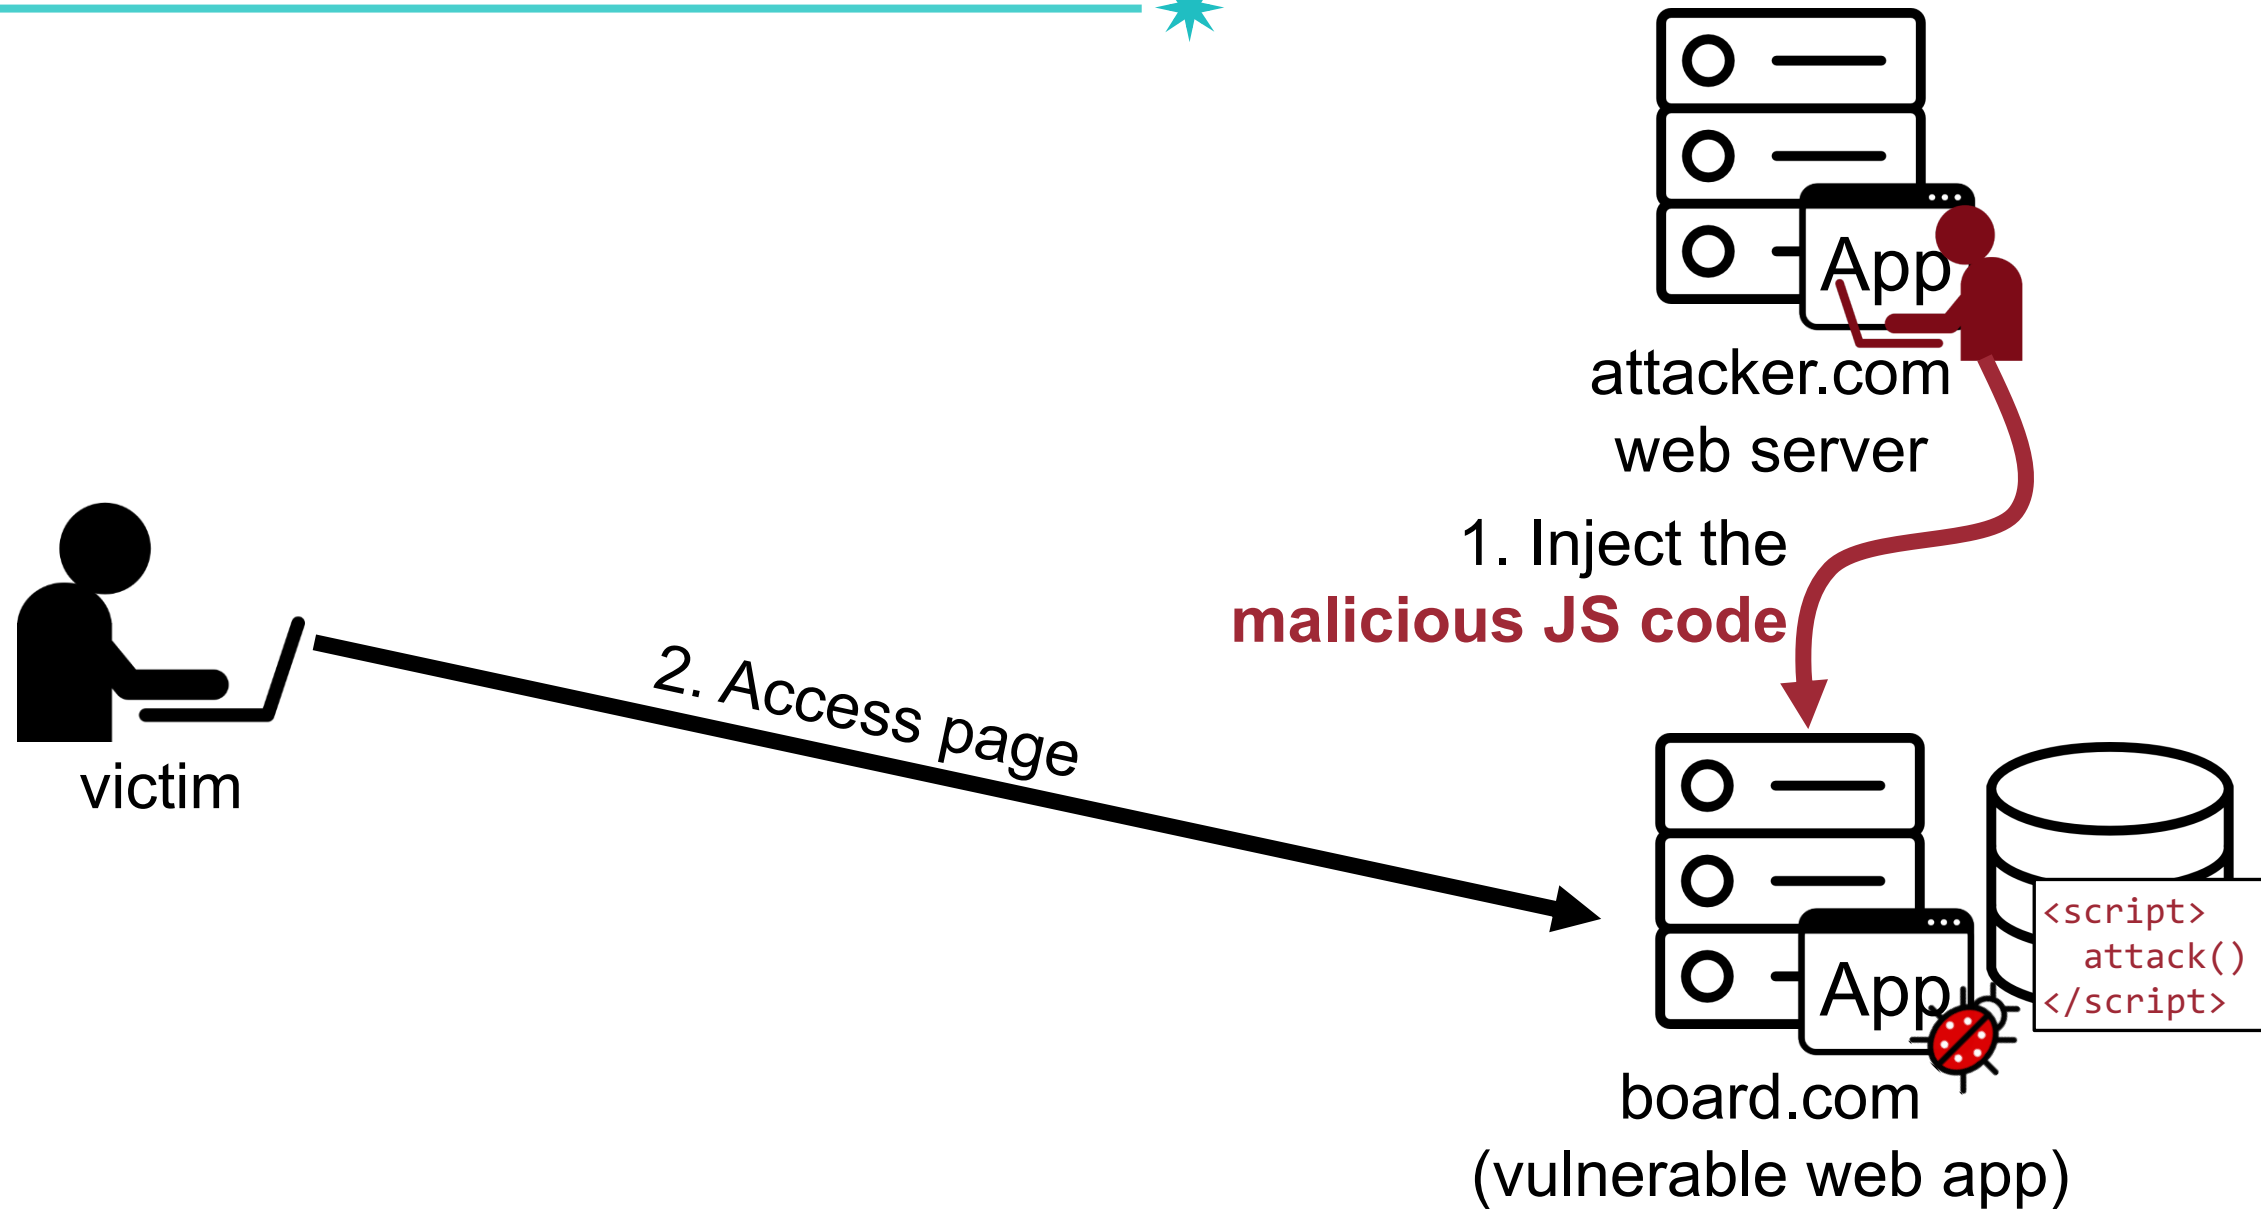 App
attacker.com
web server
1. Inject the
malicious JS code
2. Access page
victim
<script>
  attack()
</script>
App
board.com
(vulnerable web app)